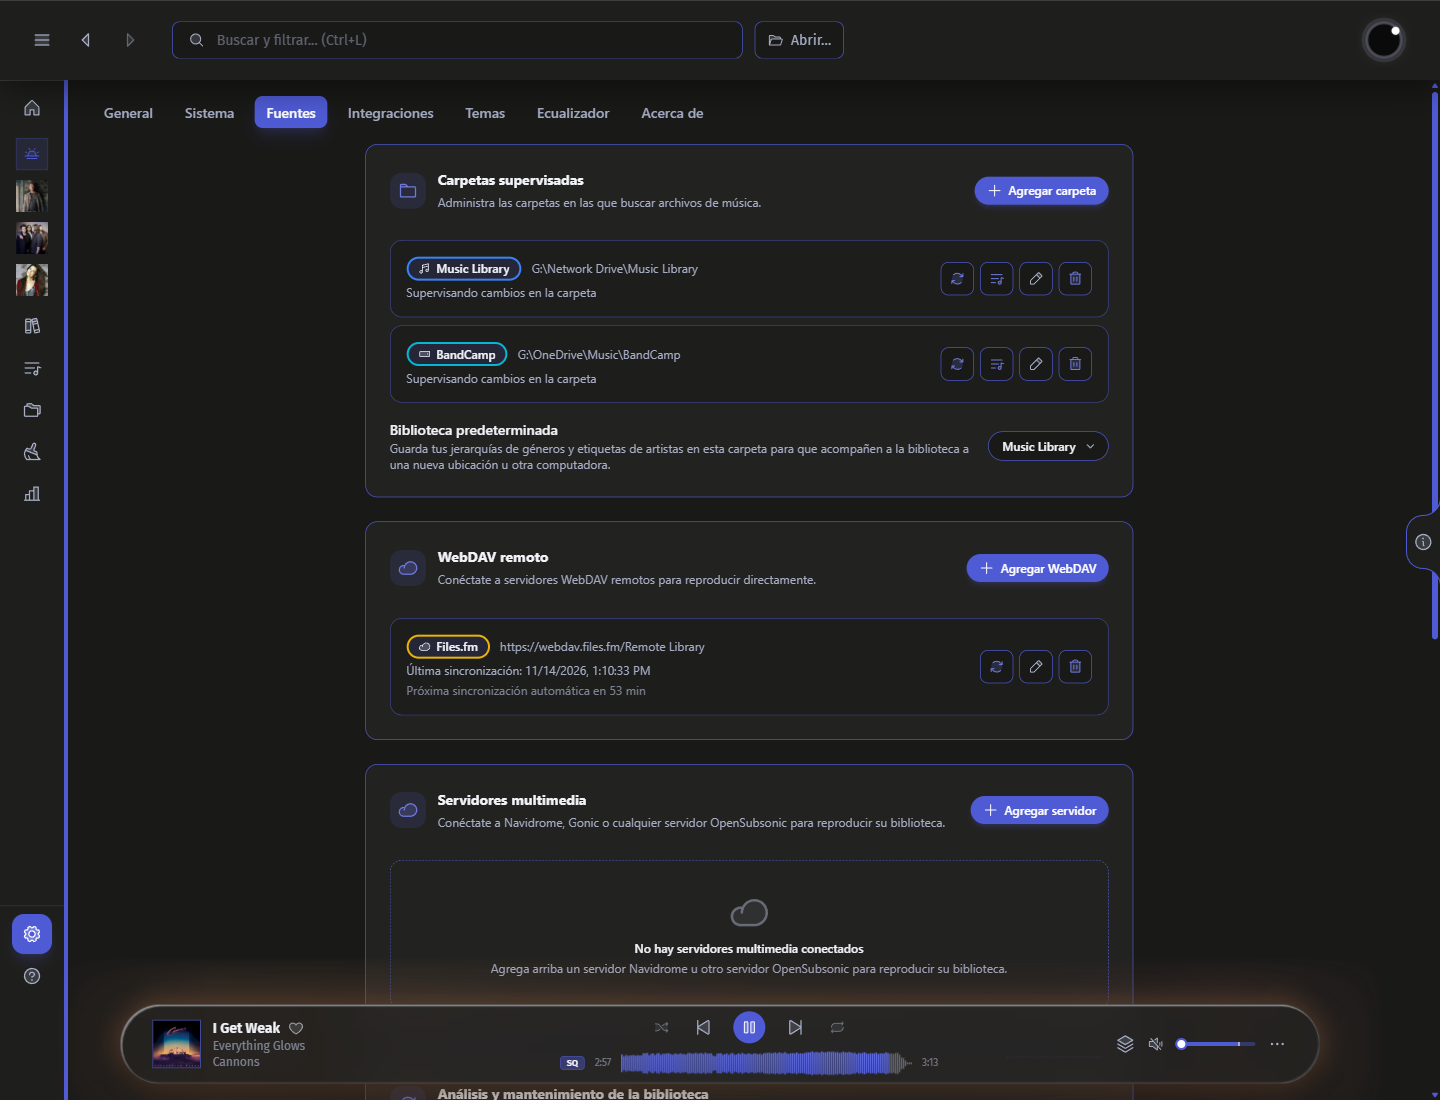 Buscar y filtrar... (Ctrl+L)
Abrir...
General
Sistema
Fuentes
Integraciones
Temas
Ecualizador
Acerca de
Carpetas supervisadas
Administra las carpetas en las que buscar archivos de música.
Agregar carpeta
Music Library
G:\Network Drive\Music Library
Supervisando cambios en la carpeta
BandCamp
G:\OneDrive\Music\BandCamp
Supervisando cambios en la carpeta
Biblioteca predeterminada
Guarda tus jerarquías de géneros y etiquetas de artistas en esta carpeta para que acompañen a la biblioteca a
una nueva ubicación u otra computadora.
Music Library
WebDAV remoto
Conéctate a servidores WebDAV remotos para reproducir directamente.
Agregar WebDAV
Files.fm
https://webdav.files.fm/Remote Library
Última sincronización: 11/14/2026, 1:10:33 PM
Próxima sincronización automática en 53 min
Servidores multimedia
Conéctate a Navidrome, Gonic o cualquier servidor OpenSubsonic para reproducir su biblioteca.
Agregar servidor
No hay servidores multimedia conectados
Agrega arriba un servidor Navidrome u otro servidor OpenSubsonic para reproducir su biblioteca.
I Get Weak
Everything Glows
Cannons
SQ
2:57
3:13
Análisis y mantenimiento de la biblioteca